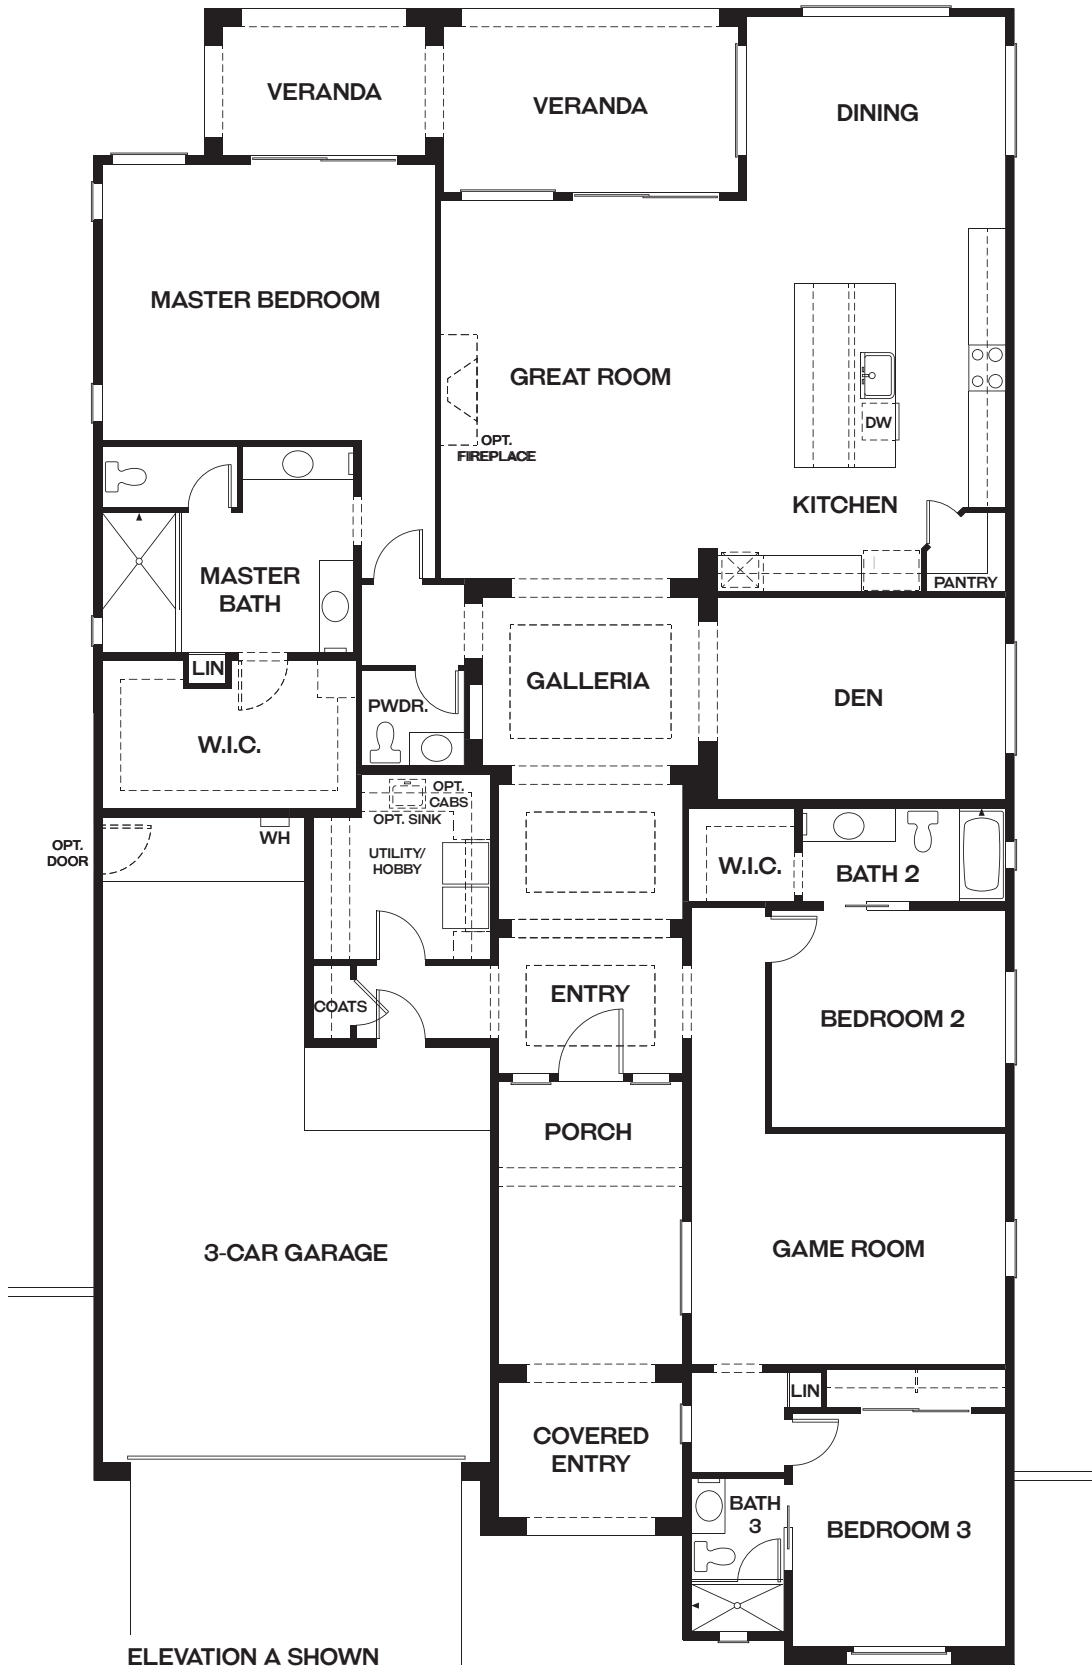 VERANDA
VERANDA
DINING
MASTER BEDROOM
GREAT ROOM
DW
OPT.
FIREPLACE
KITCHEN
MASTER
BATH
PANTRY
LIN
GALLERIA
DEN
PWDR.
W.I.C.
OPT.
CABS
OPT. SINK
WH
OPT.
DOOR
UTILITY/
HOBBY
W.I.C.
BATH 2
COATS
ENTRY
BEDROOM 2
PORCH
3-CAR GARAGE
GAME ROOM
LIN
COVERED
ENTRY
BATH
3
BEDROOM 3
ELEVATION A SHOWN